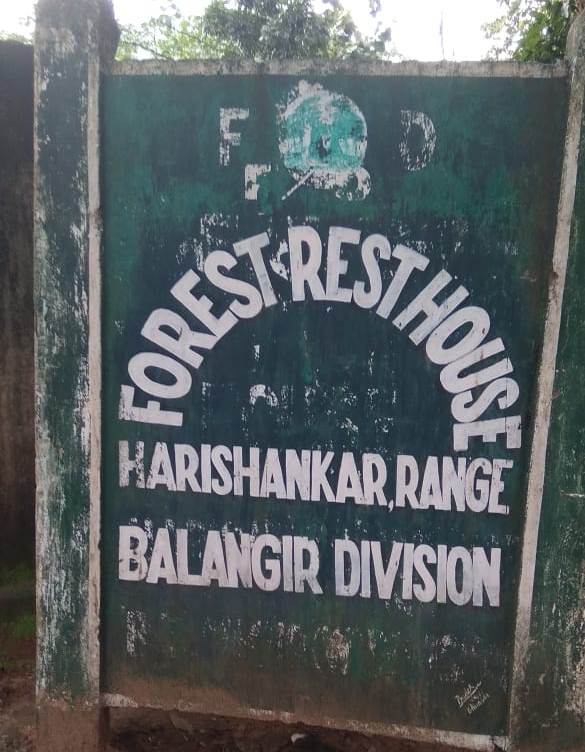 F D
FOREST REST HOUSE
HARISHANKAR, RANGE
BALANGIR DIVISION